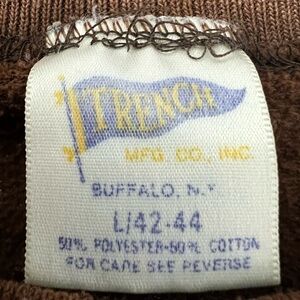 TRENCH
MFG. CO., INC.
BUFFALO, N.Y.
L/42-44
50% POLYESTER-50% COTTON
FOR CARE SEE REVERSE